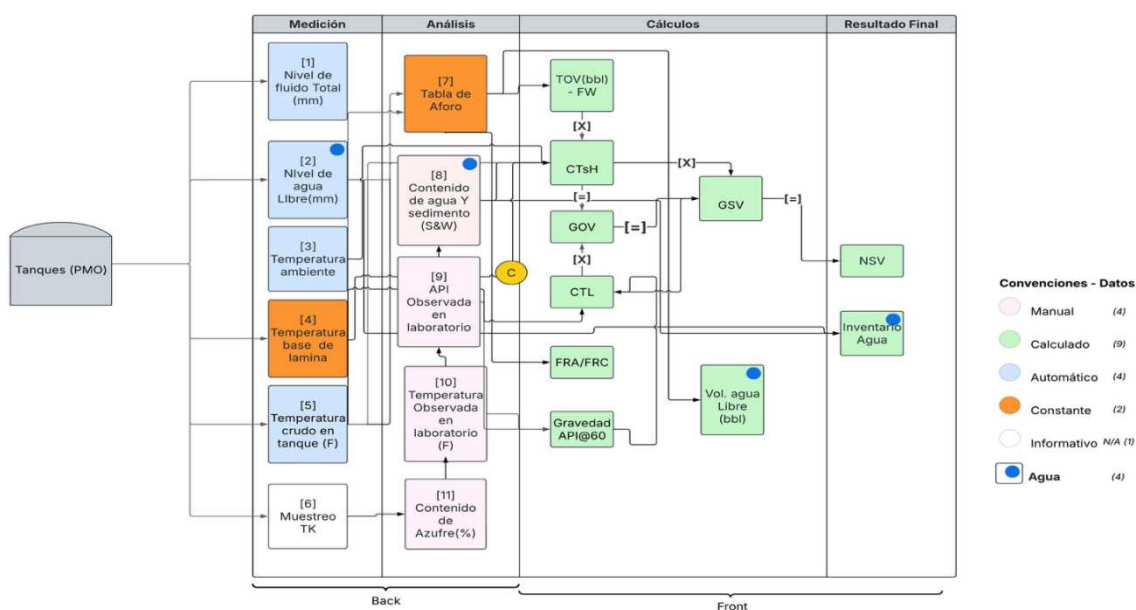 Medición
Análisis
Cálculos
Resultado Final
Tanques (PMO)
[1]
Nivel de
fluido Total
(mm)
[2]
NIvel de
agua LIbre(mm)
[3]
Temperatura
ambiente
[4]
Temperatura
base de
lamina
[5]
Temperatura
crudo en
tanque (F)
[6]
Muestreo
TK
[7]
Tabla de
Aforo
[8]
Contenido
de agua Y
sedimento
(S&W)
[9]
API
Observada
en
laboratorio
[10]
Temperatura
Observada
en
laboratorio
(F)
[11]
Contenido
de
Azufre(%)
C
TOV(bbl)
- FW
[X]
CTsH
[=]
GOV
[X]
CTL
FRA/FRC
Gravedad
API@60
[=]
[X]
GSV
[=]
Vol. agua
Libre
(bbl)
NSV
Inventario
Agua
Back
Front
Convenciones - Datos
Manual (4)
Calculado (9)
Automático (4)
Constante (2)
Informativo N/A (1)
Agua (4)